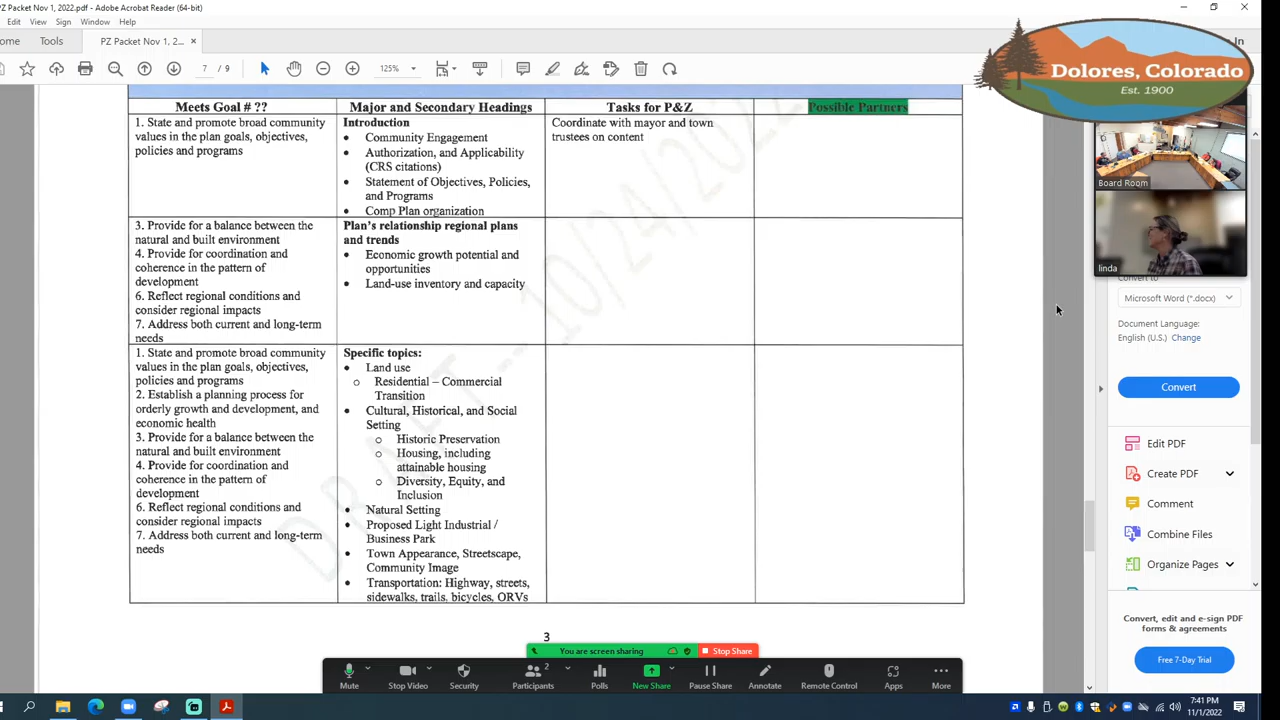 PZ Packet Nov 1, 2022.pdf - Adobe Acrobat Reader (64-bit)
Edit View Sign Window Help
Tools
PZ Packet Nov 1, 2... ×
7 / 9
125%
In
Dolores, Colorado
Est. 1900
Board Room
linda
Meets Goal # ??
Major and Secondary Headings
Tasks for P&Z
Possible Partners
1. State and promote broad community
values in the plan goals, objectives,
policies and programs
Introduction
• Community Engagement
• Authorization, and Applicability
(CRS citations)
• Statement of Objectives, Policies,
and Programs
• Comp Plan organization
Coordinate with mayor and town
trustees on content
3. Provide for a balance between the
natural and built environment
4. Provide for coordination and
coherence in the pattern of
development
6. Reflect regional conditions and
consider regional impacts
7. Address both current and long-term
needs
Plan's relationship regional plans
and trends
• Economic growth potential and
opportunities
• Land-use inventory and capacity
1. State and promote broad community
values in the plan goals, objectives,
policies and programs
2. Establish a planning process for
orderly growth and development, and
economic health
3. Provide for a balance between the
natural and built environment
4. Provide for coordination and
coherence in the pattern of
development
6. Reflect regional conditions and
consider regional impacts
7. Address both current and long-term
needs
Specific topics:
• Land use
o Residential – Commercial
Transition
• Cultural, Historical, and Social
Setting
o Historic Preservation
o Housing, including
attainable housing
o Diversity, Equity, and
Inclusion
• Natural Setting
• Proposed Light Industrial /
Business Park
• Town Appearance, Streetscape,
Community Image
• Transportation: Highway, streets,
sidewalks, trails, bicycles, ORVs
DRAFT ... 10/24/2022
3
Convert to
Microsoft Word (*.docx)
Document Language:
English (U.S.) Change
Convert
Edit PDF
Create PDF
Comment
Combine Files
Organize Pages
Convert, edit and e-sign PDF
forms & agreements
Free 7-Day Trial
You are screen sharing
Stop Share
2
Mute
Stop Video
Security
Participants
Polls
New Share
Pause Share
Annotate
Remote Control
Apps
More
7:41 PM
11/1/2022